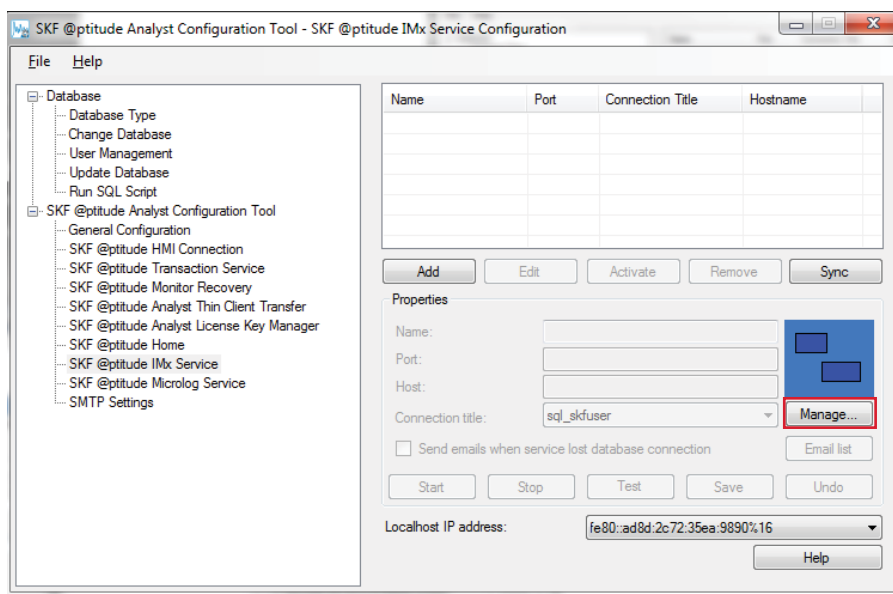 SKF @ptitude Analyst Configuration Tool - SKF @ptitude IMx Service Configuration
File Help
Database
Database Type
Change Database
User Management
Update Database
Run SQL Script
SKF @ptitude Analyst Configuration Tool
General Configuration
SKF @ptitude HMI Connection
SKF @ptitude Transaction Service
SKF @ptitude Monitor Recovery
SKF @ptitude Analyst Thin Client Transfer
SKF @ptitude Analyst License Key Manager
SKF @ptitude Home
SKF @ptitude IMx Service
SKF @ptitude Microlog Service
SMTP Settings
Name Port Connection Title Hostname
Add Edit Activate Remove Sync
Properties
Name:
Port:
Host:
Connection title: sql_skfuser Manage...
Send emails when service lost database connection Email list
Start Stop Test Save Undo
Localhost IP address: fe80::ad8d:2c72:35ea:9890%16
Help